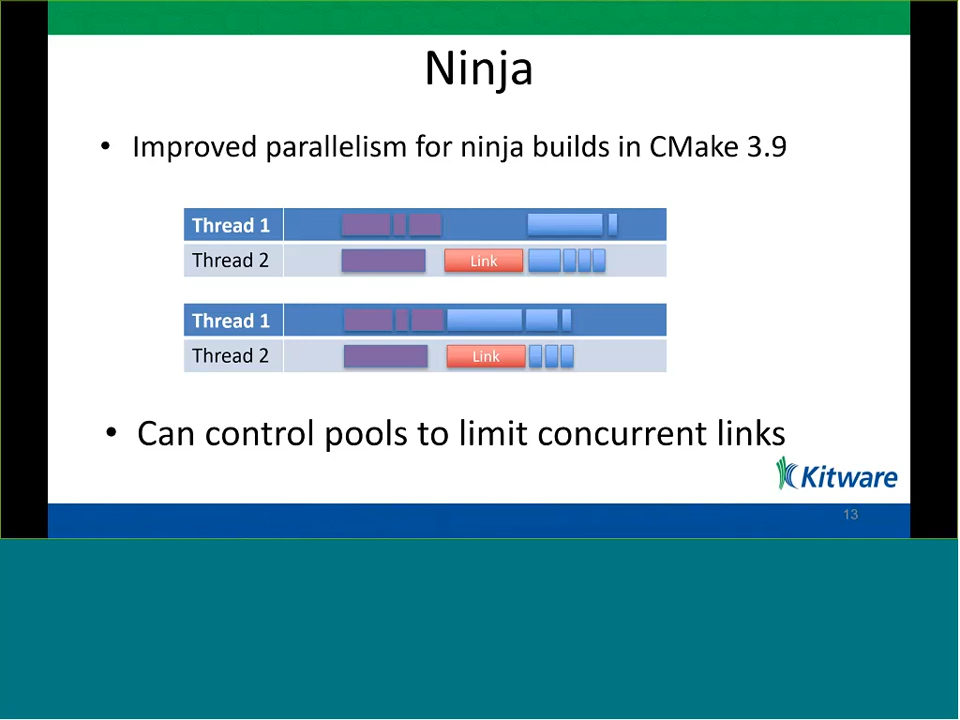 Ninja
• Improved parallelism for ninja builds in CMake 3.9
Thread 1
Thread 2 Link
Thread 1
Thread 2 Link
• Can control pools to limit concurrent links
Kitware
13